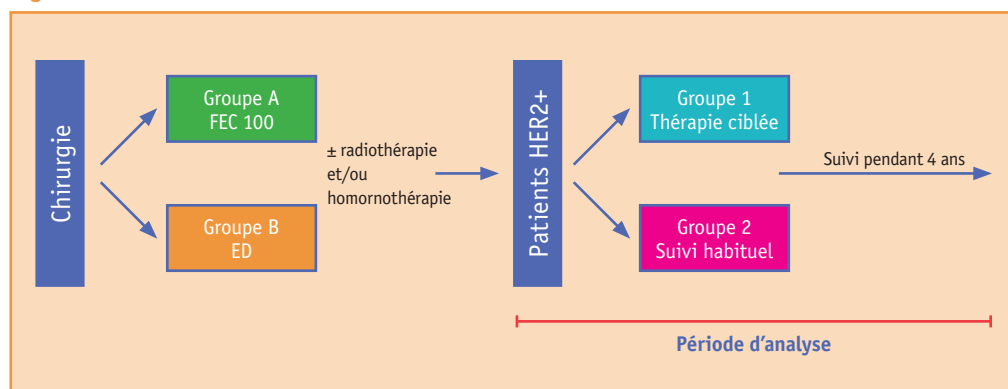 Chirurgie
Groupe A
FEC 100
Groupe B
ED
± radiothérapie
et/ou
homornothérapie
Patients HER2+
Groupe 1
Thérapie ciblée
Groupe 2
Suivi habituel
Suivi pendant 4 ans
Période d'analyse